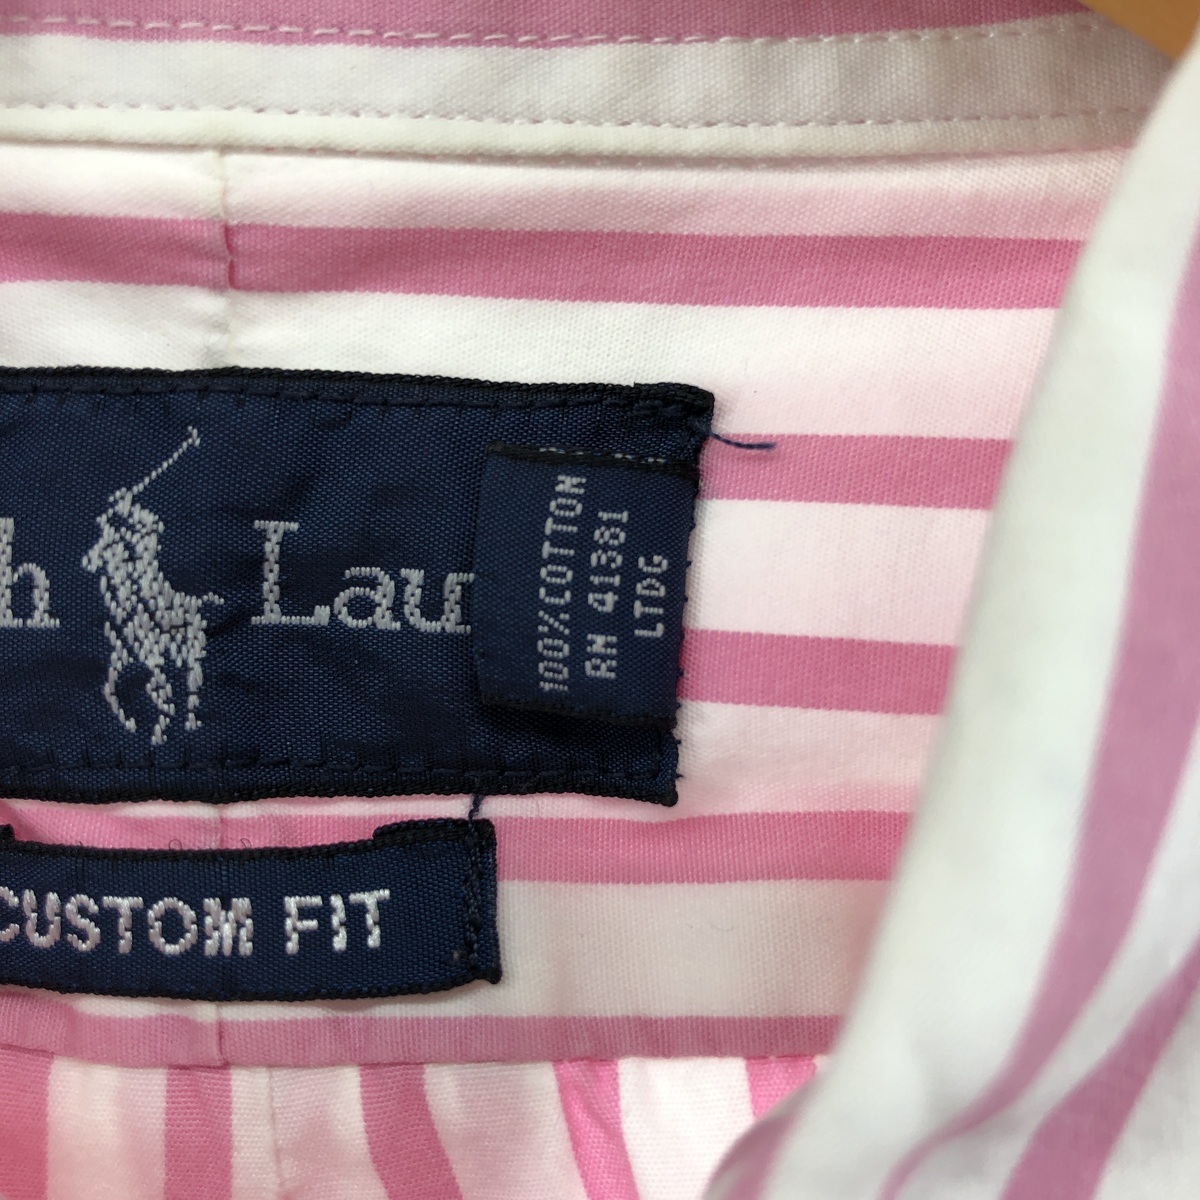 h Lau
100% COTTON
RN 41381
LTDG
CUSTOM FIT